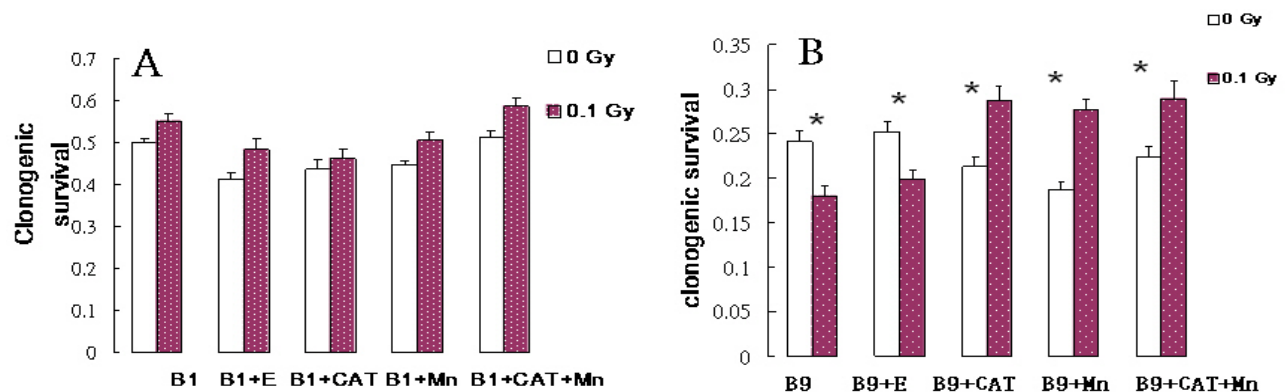 A
0 Gy
0.1 Gy
Clonogenic
survival
0.7
0.6
0.5
0.4
0.3
0.2
0.1
0
B1 B1+E B1+CAT B1+Mn B1+CAT+Mn
B
0 Gy
0.1 Gy
clonogenic survival
0.35
0.3
0.25
0.2
0.15
0.1
0.05
0
* * * * *
B9 B9+E B9+CAT B9+Mn B9+CAT+Mn